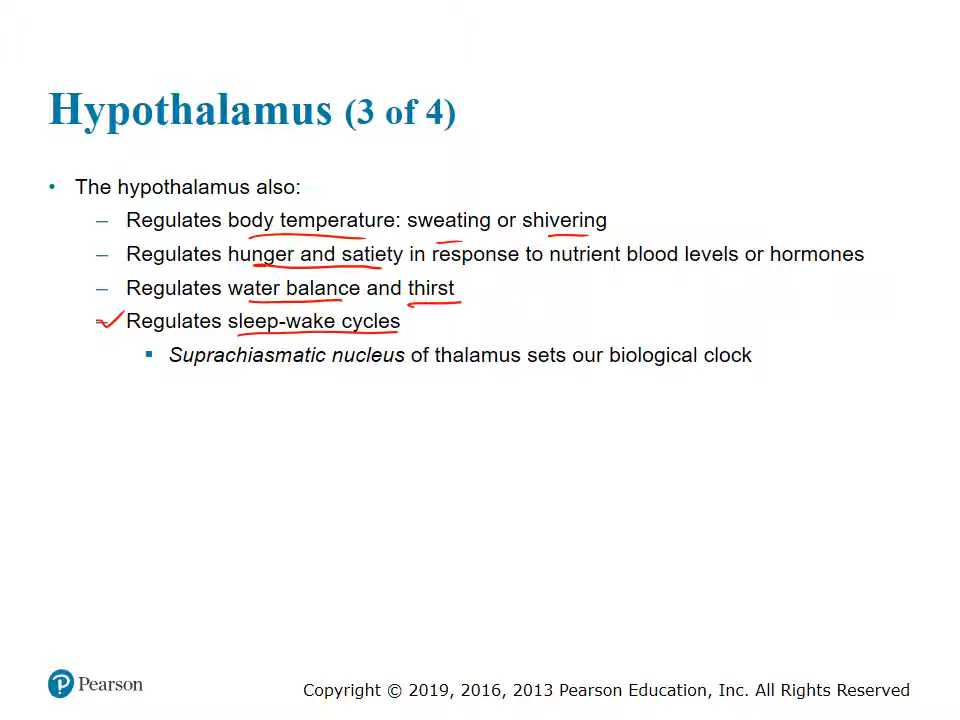 Hypothalamus (3 of 4)
• The hypothalamus also:
– Regulates body temperature: sweating or shivering
– Regulates hunger and satiety in response to nutrient blood levels or hormones
– Regulates water balance and thirst
– Regulates sleep-wake cycles
▪ Suprachiasmatic nucleus of thalamus sets our biological clock
Pearson
Copyright © 2019, 2016, 2013 Pearson Education, Inc. All Rights Reserved